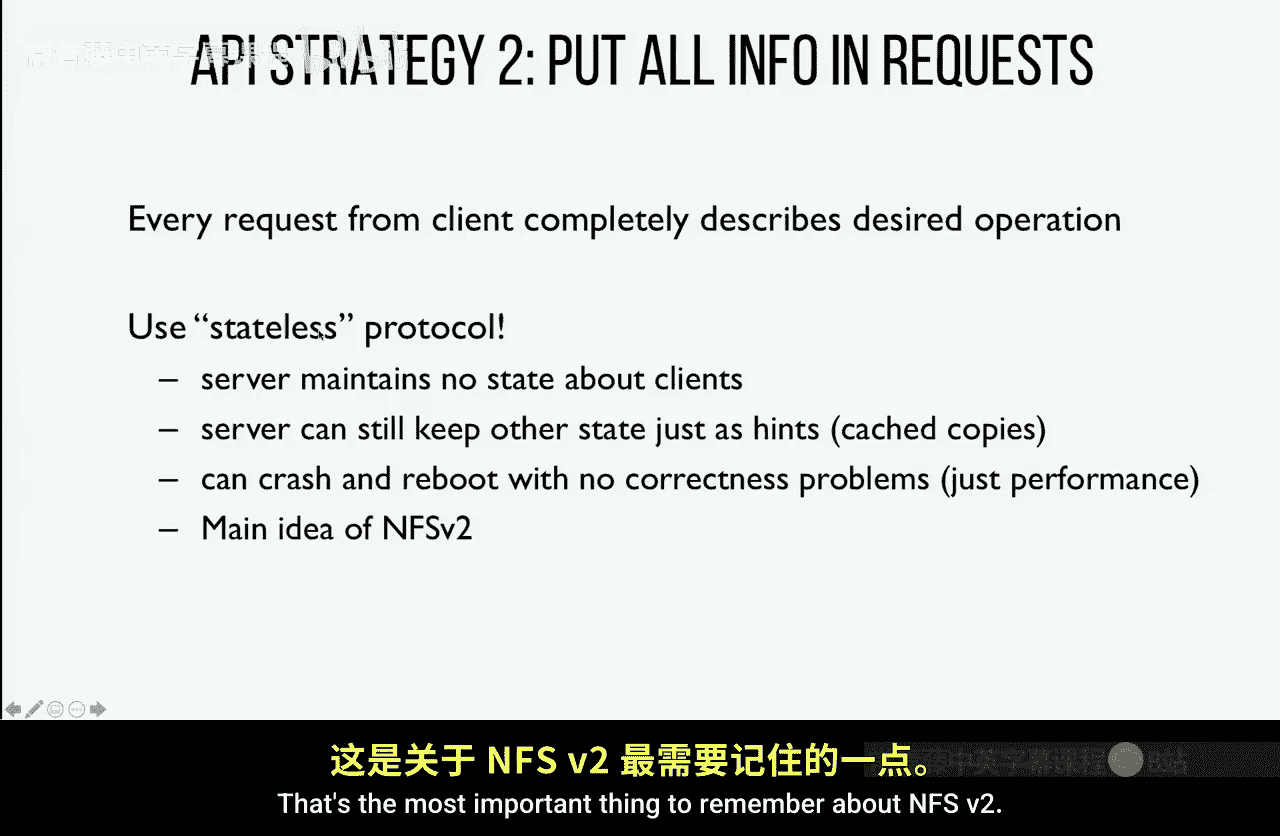 API STRATEGY 2: PUT ALL INFO IN REQUESTS
Every request from client completely describes desired operation
Use “stateless” protocol!
– server maintains no state about clients
– server can still keep other state just as hints (cached copies)
– can crash and reboot with no correctness problems (just performance)
– Main idea of NFSv2
这是关于 NFS v2 最需要记住的一点。
That's the most important thing to remember about NFS v2.